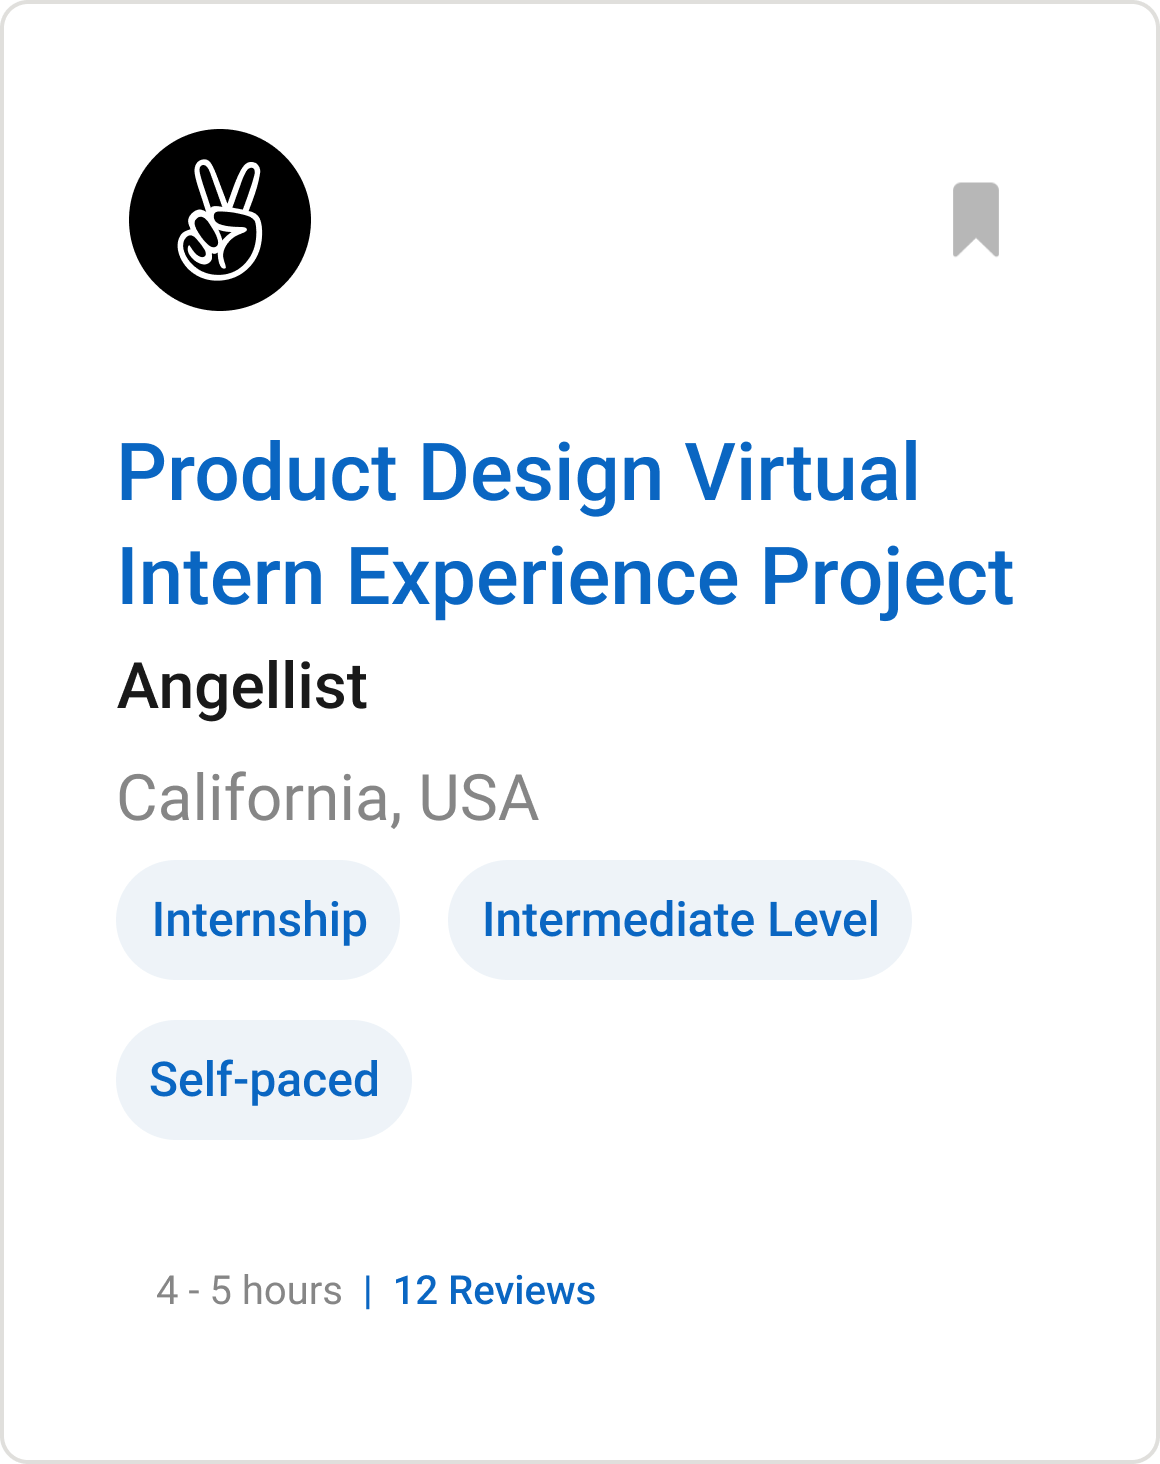 Product Design Virtual
Intern Experience Project
Angellist
California, USA
Internship
Intermediate Level
Self-paced
4 - 5 hours | 12 Reviews